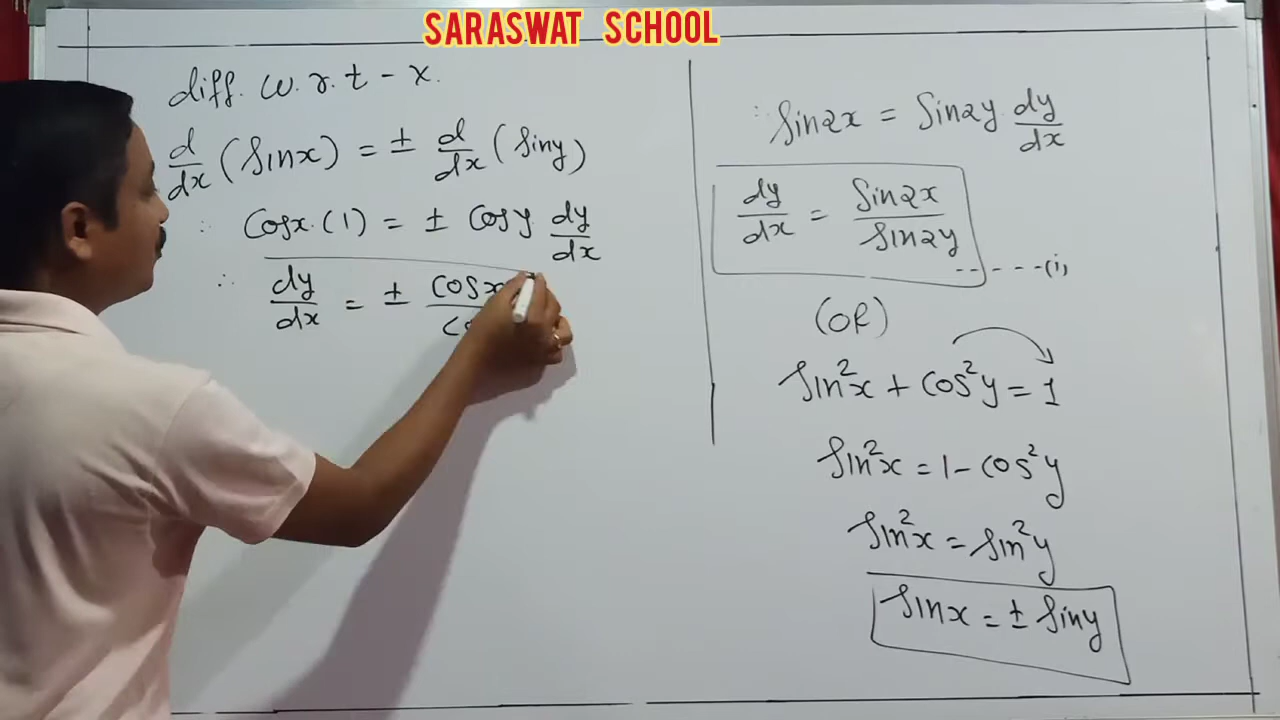 SARASWAT SCHOOL
diff. w.r.t - x.
d/dx (sinx) = ± d/dx (siny)
∴ cosx.(1) = ± cosy dy/dx
∴ dy/dx = ± cosx
∴ sin2x = sin2y dy/dx
dy/dx = sin2x/sin2y
-----(i)
(OR)
sin²x + cos²y = 1
sin²x = 1 - cos²y
sin²x = sin²y
sinx = ± siny